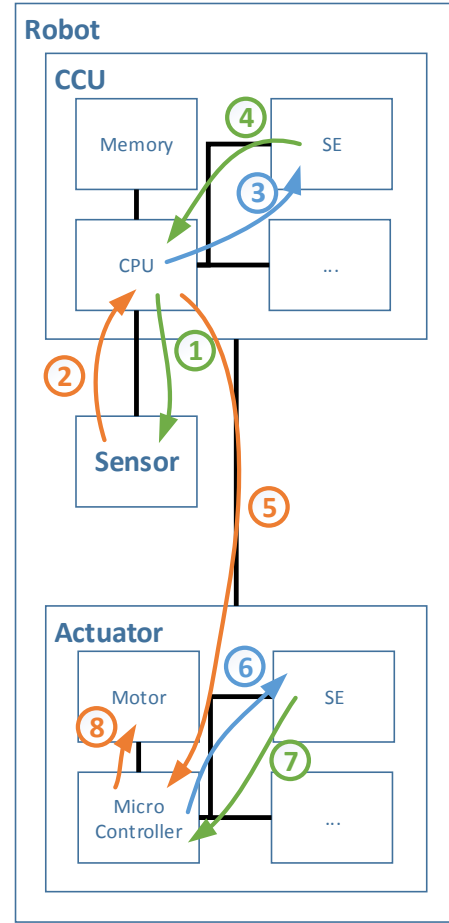 Robot
CCU
Memory
4
SE
3
CPU
...
1
2
Sensor
5
Actuator
Motor
6
SE
8
7
Micro
Controller
...